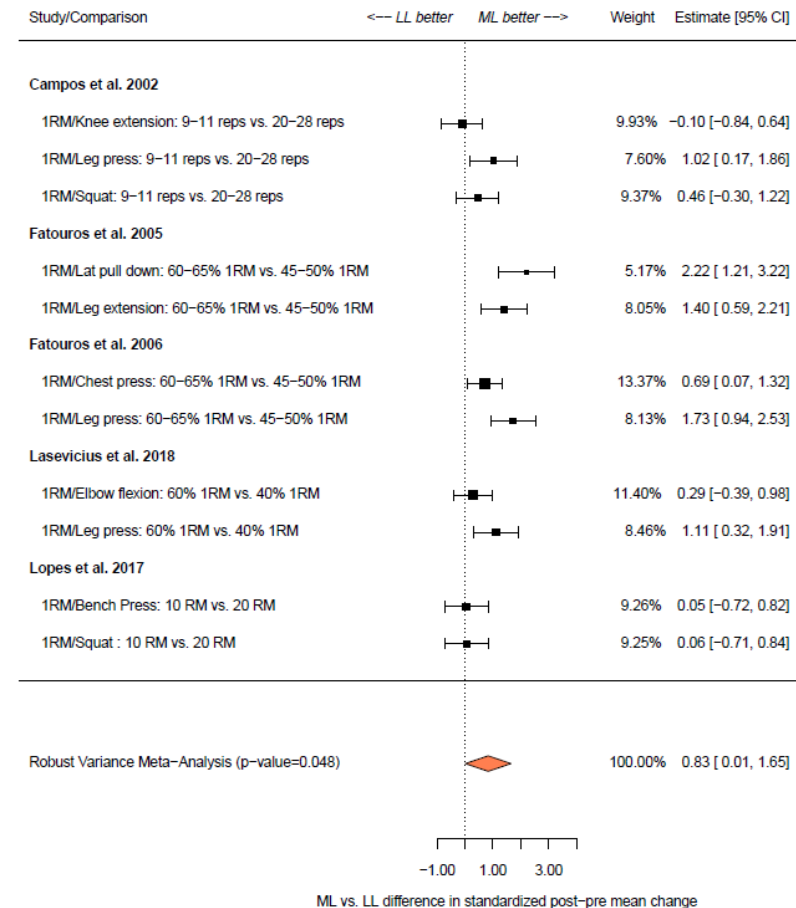 Study/Comparison <−− LL better ML better −−> Weight Estimate [95% CI]
Campos et al. 2002
1RM/Knee extension: 9−11 reps vs. 20−28 reps 9.93% −0.10 [−0.84, 0.64]
1RM/Leg press: 9−11 reps vs. 20−28 reps 7.60% 1.02 [ 0.17, 1.86]
1RM/Squat: 9−11 reps vs. 20−28 reps 9.37% 0.46 [−0.30, 1.22]
Fatouros et al. 2005
1RM/Lat pull down: 60−65% 1RM vs. 45−50% 1RM 5.17% 2.22 [ 1.21, 3.22]
1RM/Leg extension: 60−65% 1RM vs. 45−50% 1RM 8.05% 1.40 [ 0.59, 2.21]
Fatouros et al. 2006
1RM/Chest press: 60−65% 1RM vs. 45−50% 1RM 13.37% 0.69 [ 0.07, 1.32]
1RM/Leg press: 60−65% 1RM vs. 45−50% 1RM 8.13% 1.73 [ 0.94, 2.53]
Lasevicius et al. 2018
1RM/Elbow flexion: 60% 1RM vs. 40% 1RM 11.40% 0.29 [−0.39, 0.98]
1RM/Leg press: 60% 1RM vs. 40% 1RM 8.46% 1.11 [ 0.32, 1.91]
Lopes et al. 2017
1RM/Bench Press: 10 RM vs. 20 RM 9.26% 0.05 [−0.72, 0.82]
1RM/Squat : 10 RM vs. 20 RM 9.25% 0.06 [−0.71, 0.84]
Robust Variance Meta−Analysis (p−value=0.048) 100.00% 0.83 [ 0.01, 1.65]
−1.00 1.00 3.00
ML vs. LL difference in standardized post−pre mean change